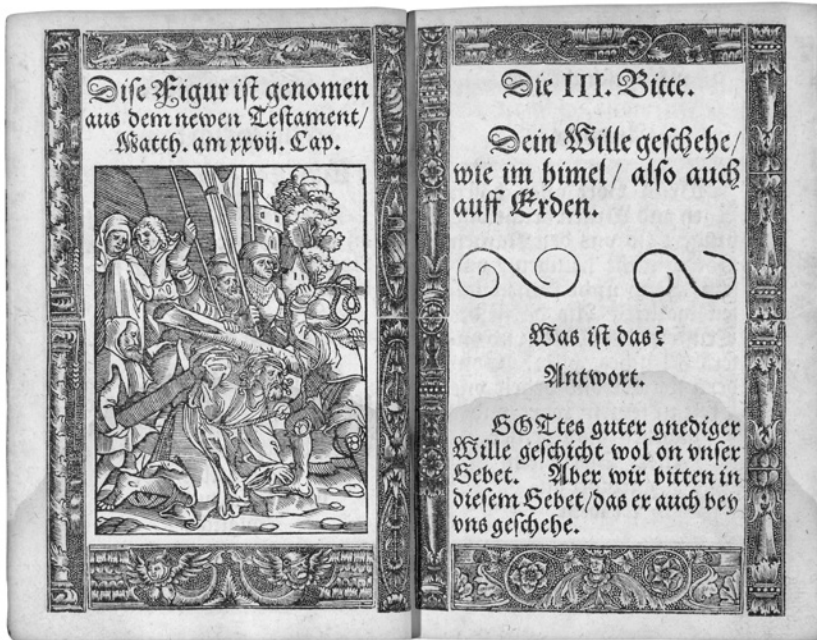 Dise Figur ist genomen
aus dem newen Testament/
Matth. am xxvij. Cap.
Die III. Bitte.
Dein Wille geschehe/
wie im himel/ also auch
auff Erden.
Was ist das?
Antwort.
GOTtes guter gnediger
Wille geschicht wol on vnser
Gebet. Aber wir bitten in
diesem Gebet/das er auch bey
vns geschehe.